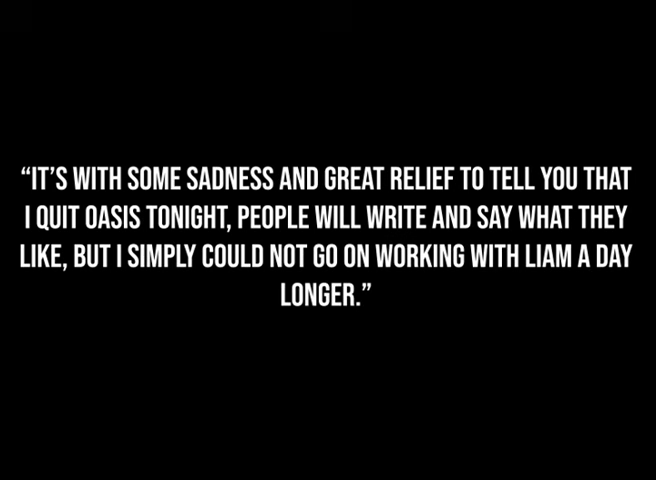 “IT’S WITH SOME SADNESS AND GREAT RELIEF TO TELL YOU THAT
I QUIT OASIS TONIGHT, PEOPLE WILL WRITE AND SAY WHAT THEY
LIKE, BUT I SIMPLY COULD NOT GO ON WORKING WITH LIAM A DAY
LONGER.”